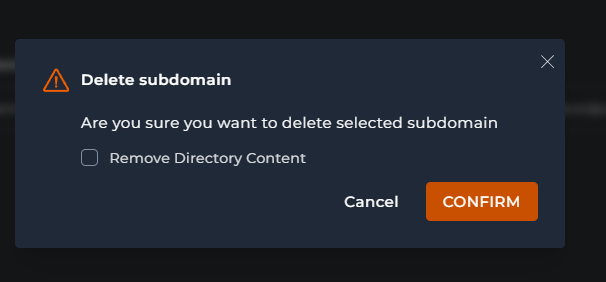 Delete subdomain
Are you sure you want to delete selected subdomain
Remove Directory Content
Cancel
CONFIRM